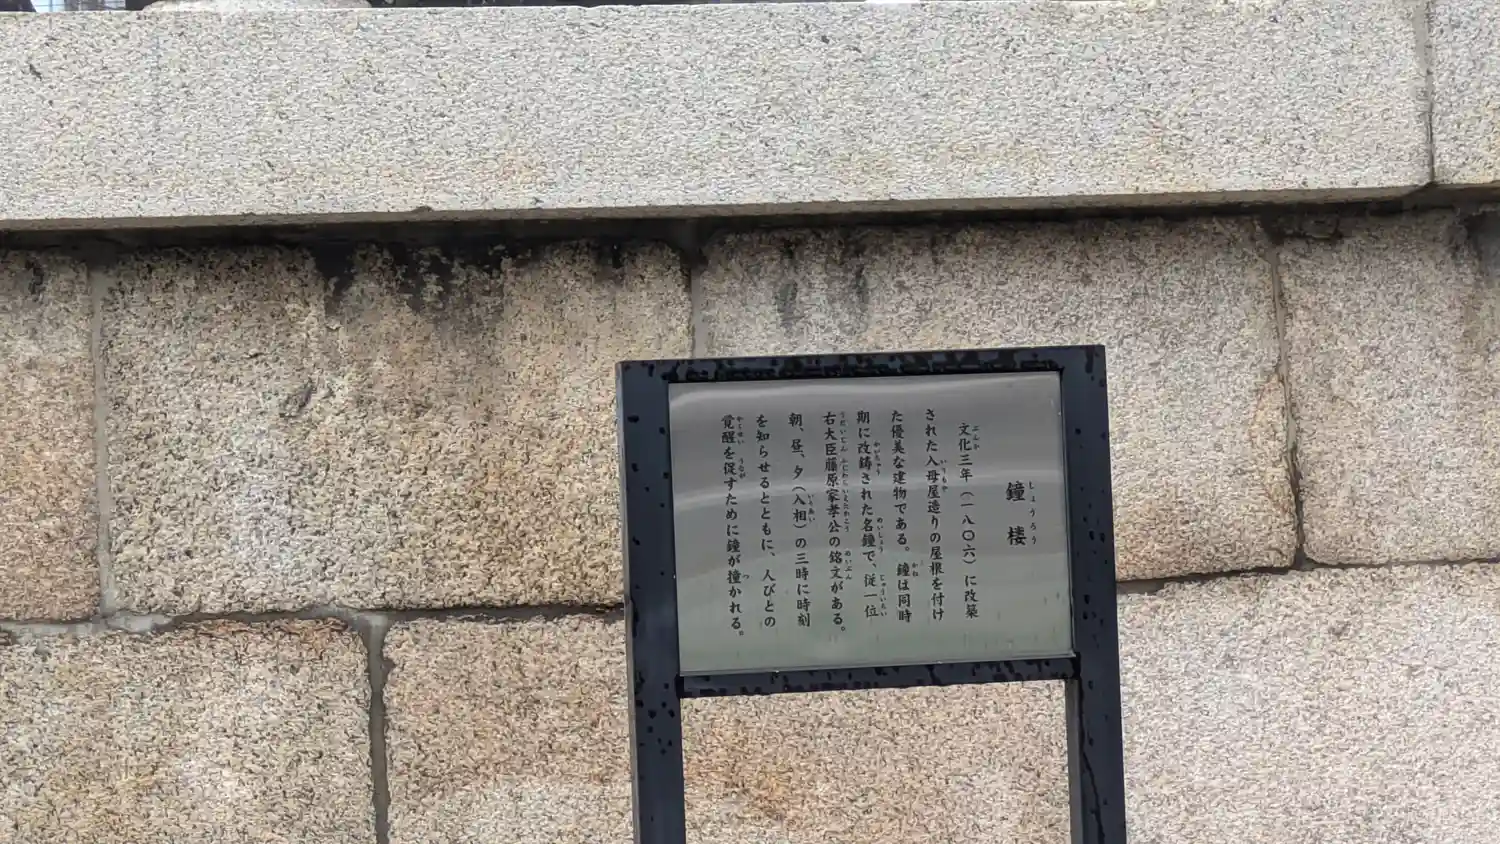 鐘楼
文化三年（一八〇六）に改築
された入母屋造りの屋根を付け
た優美な建物である。鐘は同時
期に改鋳された名鐘で、従一位
右大臣藤原家孝公の銘文がある。
朝、昼、夕（入相）の三時に時刻
を知らせるとともに、人びとの
覚醒を促すために鐘が撞かれる。